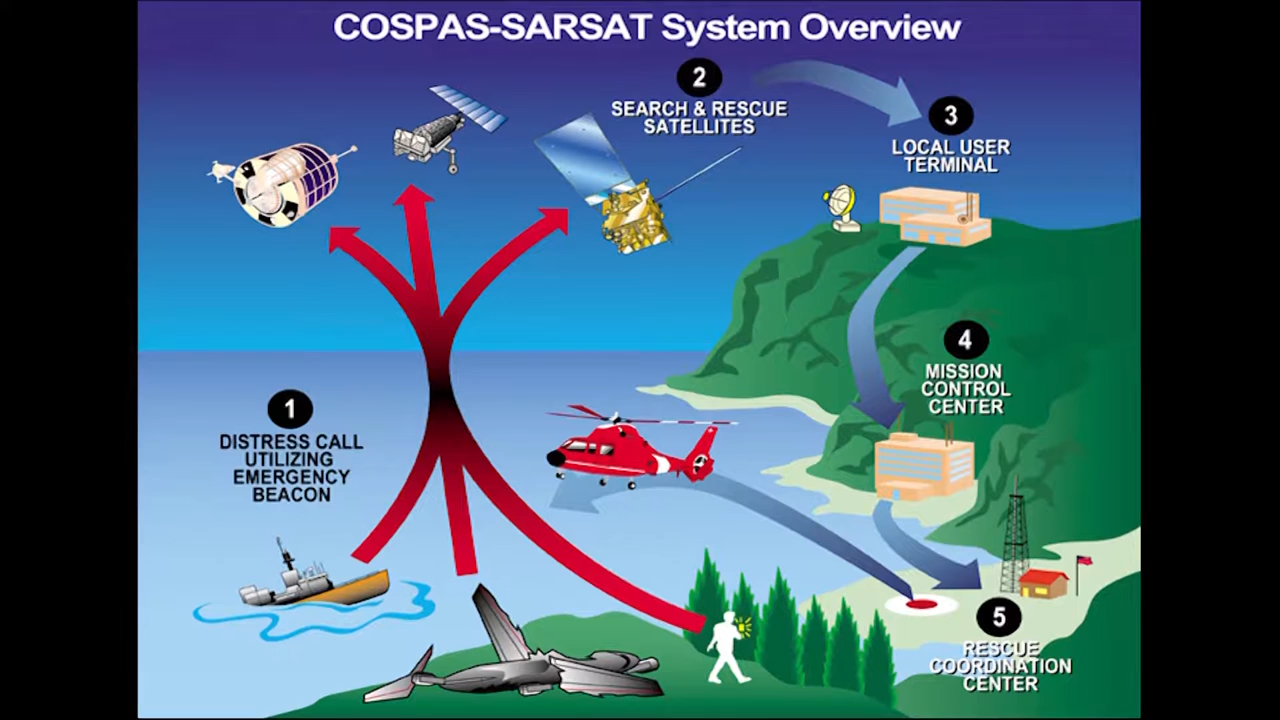 COSPAS-SARSAT System Overview
2
SEARCH & RESCUE
SATELLITES
3
LOCAL USER
TERMINAL
4
MISSION
CONTROL
CENTER
1
DISTRESS CALL
UTILIZING
EMERGENCY
BEACON
5
RESCUE
COORDINATION
CENTER